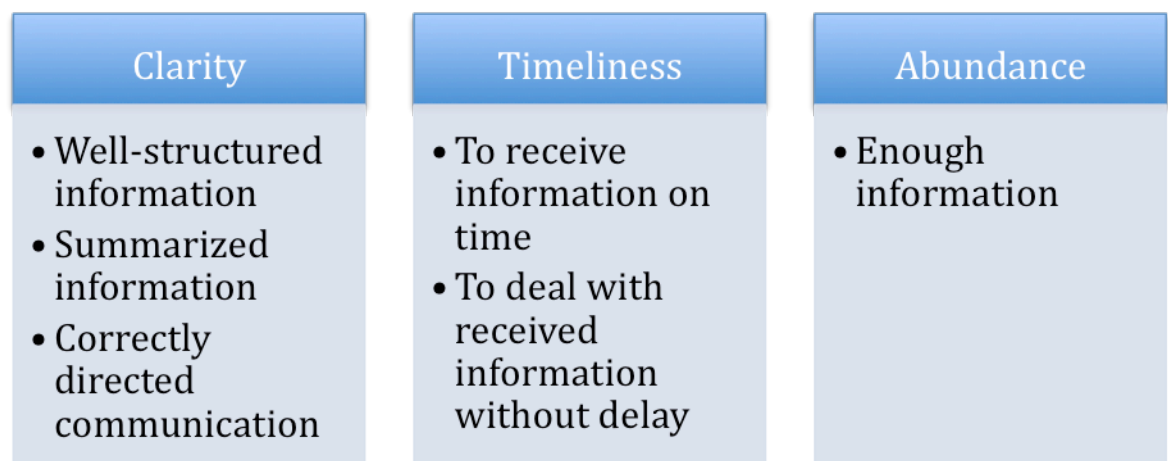 Clarity
• Well-structured
information
• Summarized
information
• Correctly
directed
communication
Timeliness
• To receive
information on
time
• To deal with
received
information
without delay
Abundance
• Enough
information